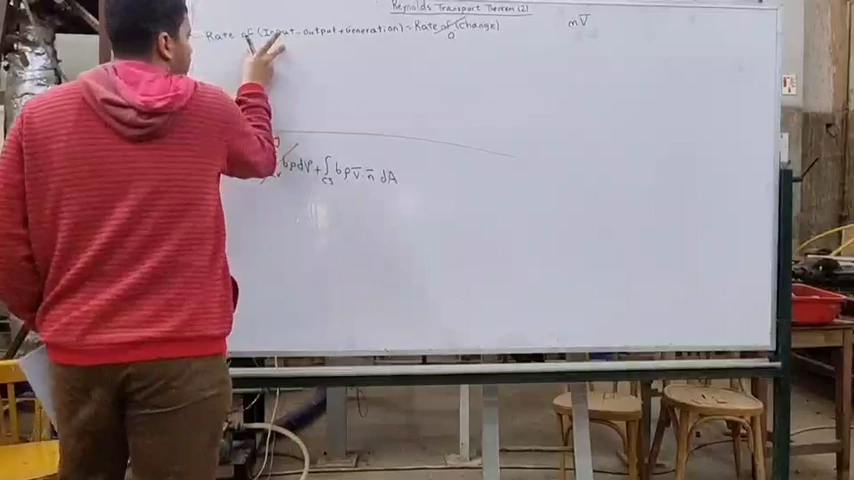 Reynolds Transport Theorem (2)
Rate of (Input-output+Generation) = Rate of (change)
0
mV̅
bρdV + ∫ bρV̅.n̅ dA
cs